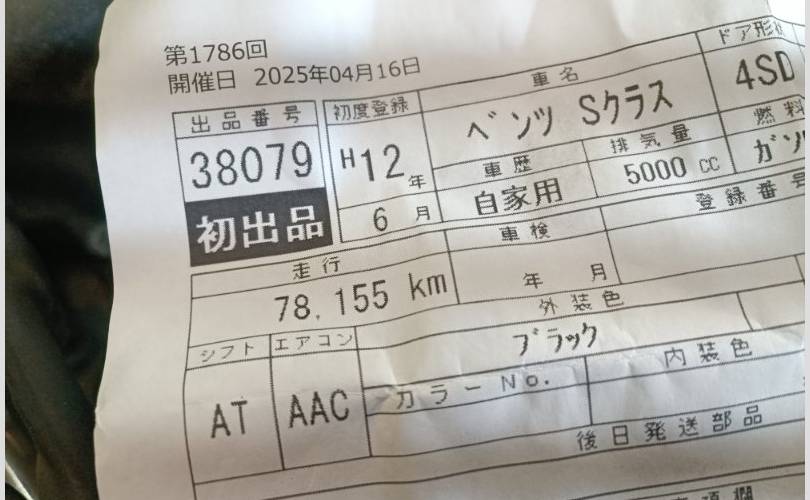 第1786回
開催日 2025年04月16日
出品番号
38079
初出品
初度登録
H12年
6月
車名
ベンツ Sクラス
ドア形状
4SD
車歴
自家用
排気量
5000 CC
燃料
走行
78,155 km
車検
年 月
登録番号
シフト
AT
エアコン
AAC
外装色
ブラック
カラーNo.
内装色
後日発送部品